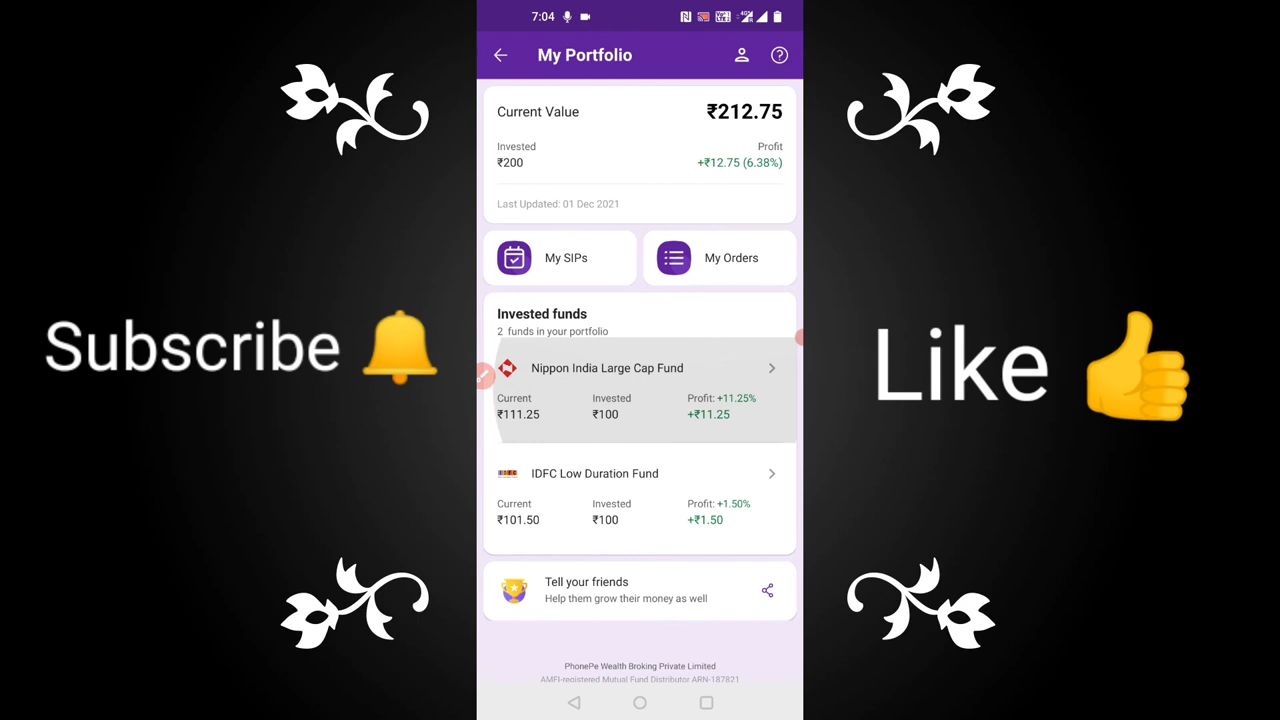 7:04
My Portfolio
Current Value ₹212.75
Invested Profit
₹200 +₹12.75 (6.38%)
Last Updated: 01 Dec 2021
My SIPs My Orders
Subscribe Like
Invested funds
2 funds in your portfolio
Nippon India Large Cap Fund
Current Invested Profit: +11.25%
₹111.25 ₹100 +₹11.25
IDFC Low Duration Fund
Current Invested Profit: +1.50%
₹101.50 ₹100 +₹1.50
Tell your friends
Help them grow their money as well
PhonePe Wealth Broking Private Limited
AMFI-registered Mutual Fund Distributor ARN-187821